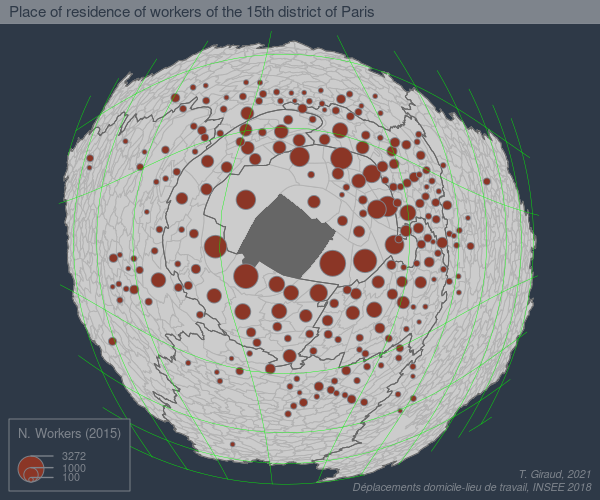 Place of residence of workers of the 15th district of Paris
N. Workers (2015)
3272
1000
100
T. Giraud, 2021
Déplacements domicile-lieu de travail, INSEE 2018